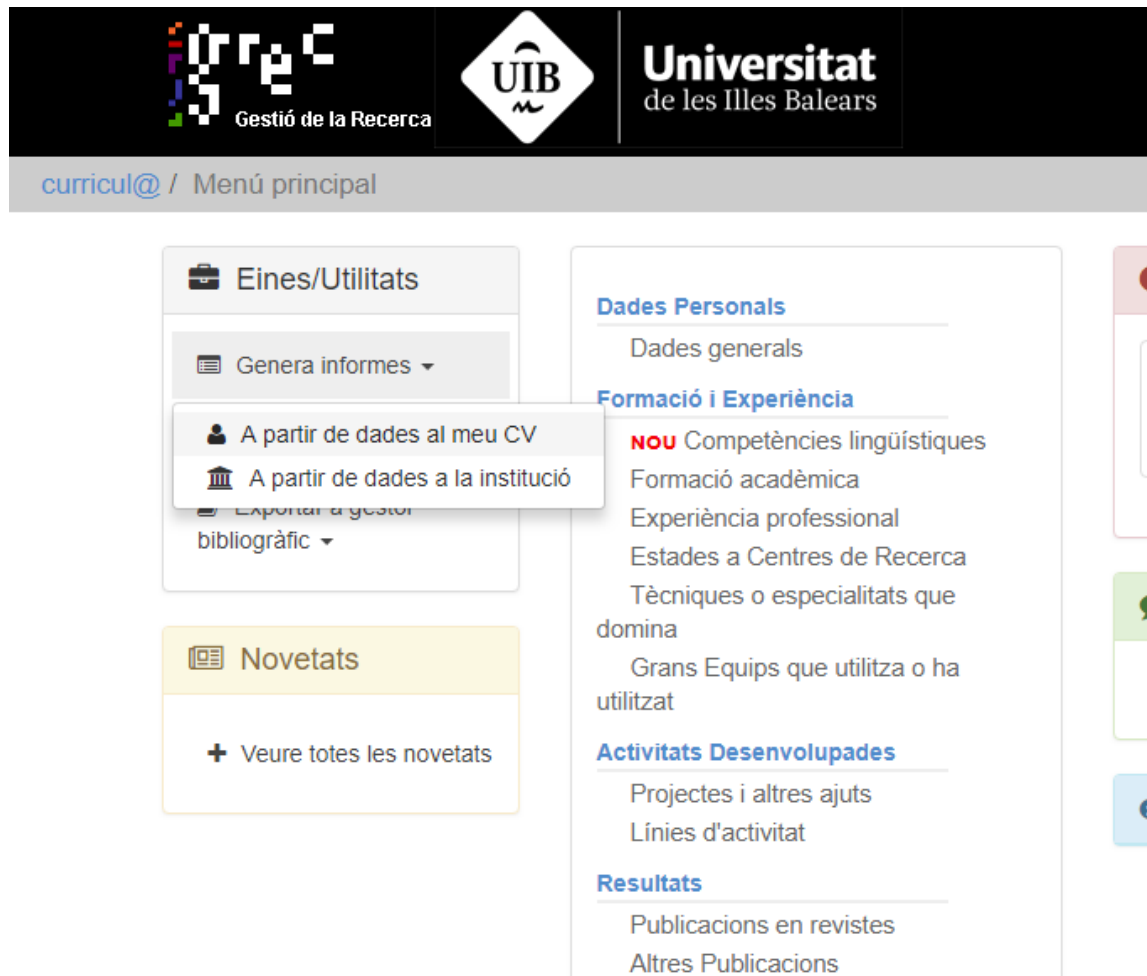 grec
Gestió de la Recerca
UIB
Universitat
de les Illes Balears
curricul@ / Menú principal
Eines/Utilitats
Genera informes
A partir de dades al meu CV
A partir de dades a la institució
Exportar a gestor
bibliogràfic
Novetats
Veure totes les novetats
Dades Personals
Dades generals
Formació i Experiència
NOU Competències lingüístiques
Formació acadèmica
Experiència professional
Estades a Centres de Recerca
Tècniques o especialitats que
domina
Grans Equips que utilitza o ha
utilitzat
Activitats Desenvolupades
Projectes i altres ajuts
Línies d'activitat
Resultats
Publicacions en revistes
Altres Publicacions